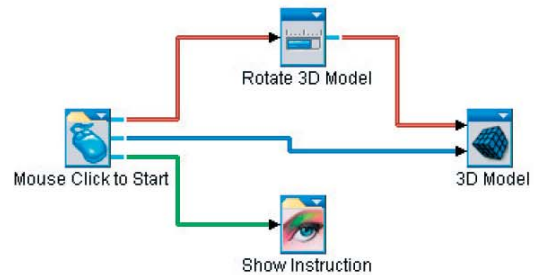 Rotate 3D Model
Mouse Click to Start
3D Model
Show Instruction